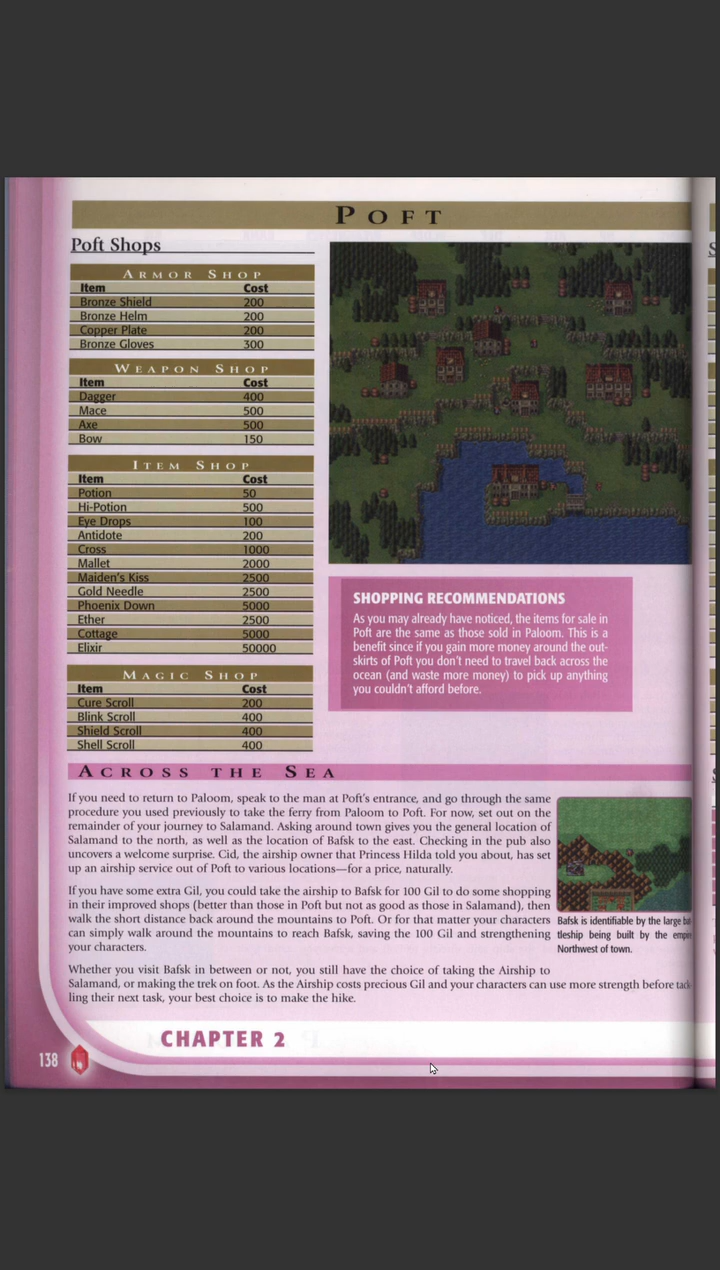 POFT
Poft Shops
ARMOR SHOP
Item Cost
Bronze Shield 200
Bronze Helm 200
Copper Plate 200
Bronze Gloves 300
WEAPON SHOP
Item Cost
Dagger 400
Mace 500
Axe 500
Bow 150
ITEM SHOP
Item Cost
Potion 50
Hi-Potion 500
Eye Drops 100
Antidote 200
Cross 1000
Mallet 2000
Maiden's Kiss 2500
Gold Needle 2500
Phoenix Down 5000
Ether 2500
Cottage 5000
Elixir 50000
MAGIC SHOP
Item Cost
Cure Scroll 200
Blink Scroll 400
Shield Scroll 400
Shell Scroll 400
SHOPPING RECOMMENDATIONS
As you may already have noticed, the items for sale in
Poft are the same as those sold in Paloom. This is a
benefit since if you gain more money around the out-
skirts of Poft you don't need to travel back across the
ocean (and waste more money) to pick up anything
you couldn't afford before.
ACROSS THE SEA
If you need to return to Paloom, speak to the man at Poft's entrance, and go through the same
procedure you used previously to take the ferry from Paloom to Poft. For now, set out on the
remainder of your journey to Salamand. Asking around town gives you the general location of
Salamand to the north, as well as the location of Bafsk to the east. Checking in the pub also
uncovers a welcome surprise. Cid, the airship owner that Princess Hilda told you about, has set
up an airship service out of Poft to various locations—for a price, naturally.
If you have some extra Gil, you could take the airship to Bafsk for 100 Gil to do some shopping
in their improved shops (better than those in Poft but not as good as those in Salamand), then
walk the short distance back around the mountains to Poft. Or for that matter your characters
can simply walk around the mountains to reach Bafsk, saving the 100 Gil and strengthening
your characters.
Bafsk is identifiable by the large bat-
tleship being built by the empire
Northwest of town.
Whether you visit Bafsk in between or not, you still have the choice of taking the Airship to
Salamand, or making the trek on foot. As the Airship costs precious Gil and your characters can use more strength before tack-
ling their next task, your best choice is to make the hike.
CHAPTER 2
138